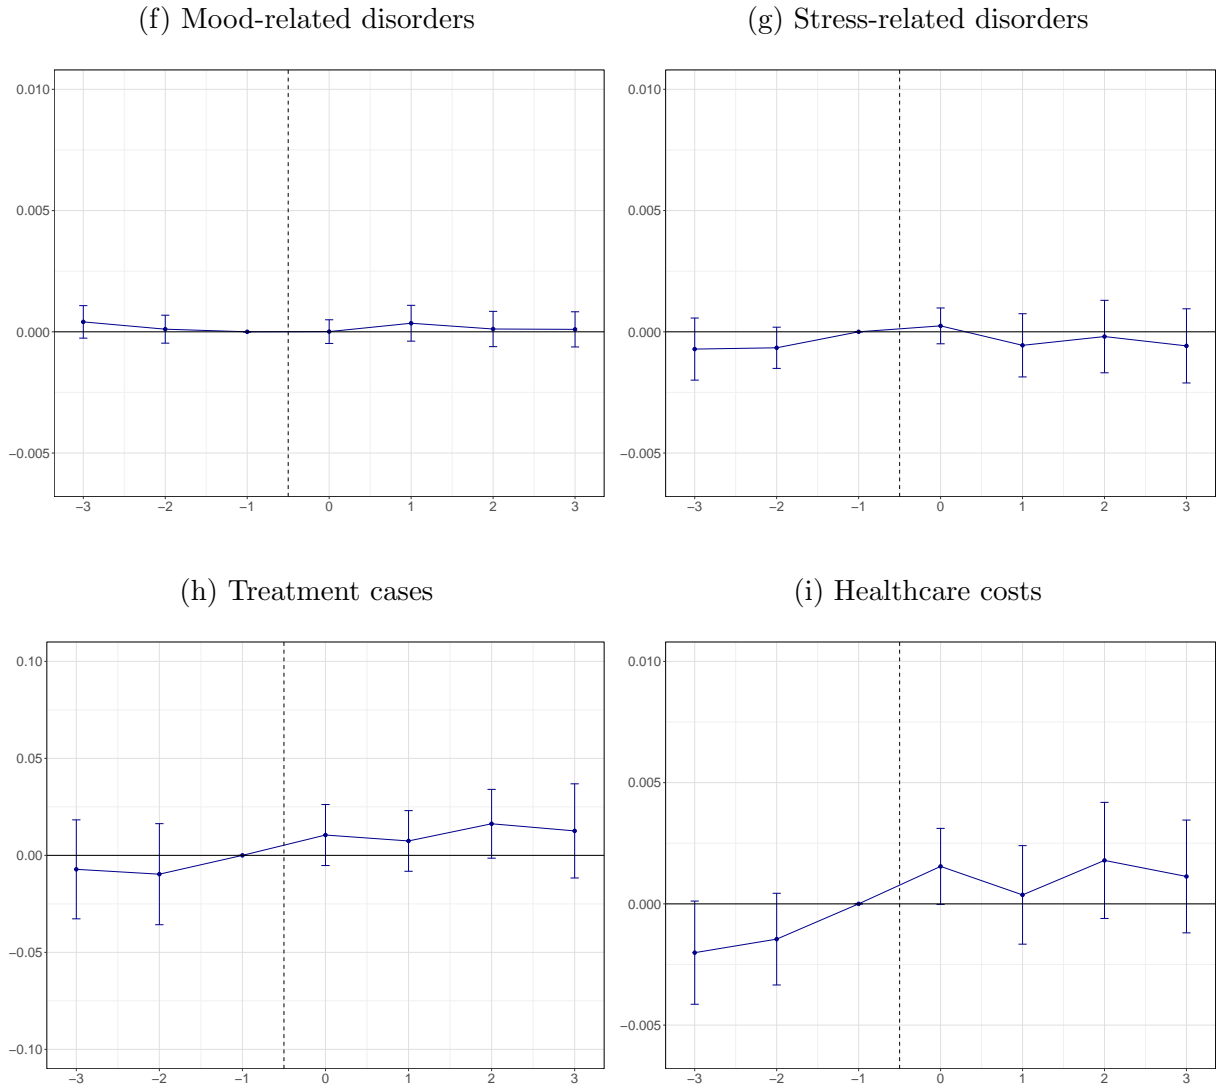 (f) Mood-related disorders
0.010
0.005
0.000
−0.005
−3 −2 −1 0 1 2 3
(g) Stress-related disorders
0.010
0.005
0.000
−0.005
−3 −2 −1 0 1 2 3
(h) Treatment cases
0.10
0.05
0.00
−0.05
−0.10
−3 −2 −1 0 1 2 3
(i) Healthcare costs
0.010
0.005
0.000
−0.005
−3 −2 −1 0 1 2 3